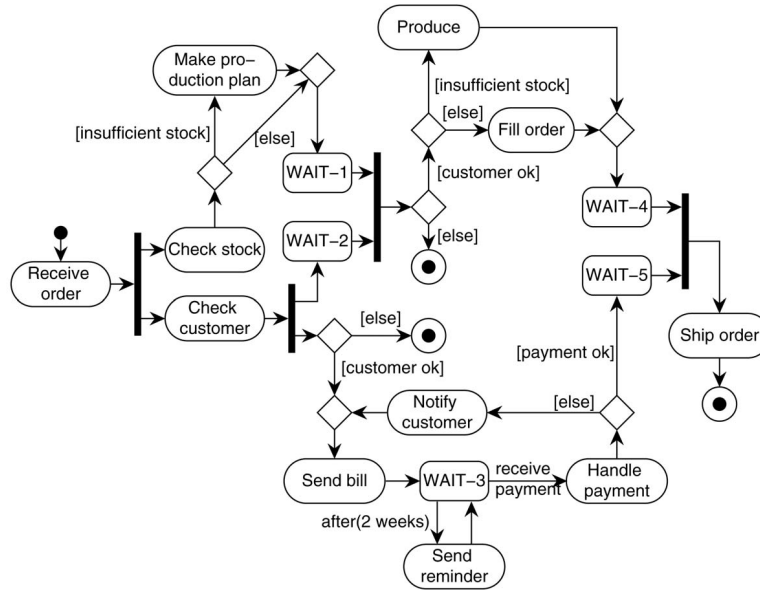 Produce
Make pro-
duction plan
[insufficient stock]
[else]
Fill order
[insufficient stock]
[else]
WAIT-1
[customer ok]
WAIT-4
WAIT-2
[else]
Check stock
Receive
order
WAIT-5
Check
customer
[else]
Ship order
[payment ok]
[customer ok]
Notify
customer
[else]
Send bill
WAIT-3
receive
payment
Handle
payment
after(2 weeks)
Send
reminder